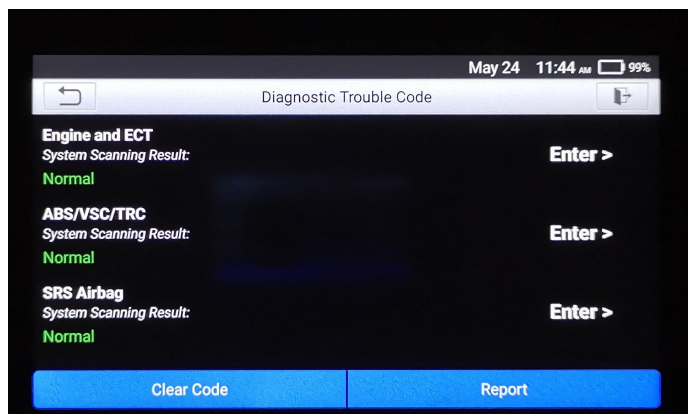 May 24 11:44 AM 99%
Diagnostic Trouble Code
Engine and ECT
System Scanning Result:
Enter >
Normal
ABS/VSC/TRC
System Scanning Result:
Enter >
Normal
SRS Airbag
System Scanning Result:
Enter >
Normal
Clear Code Report